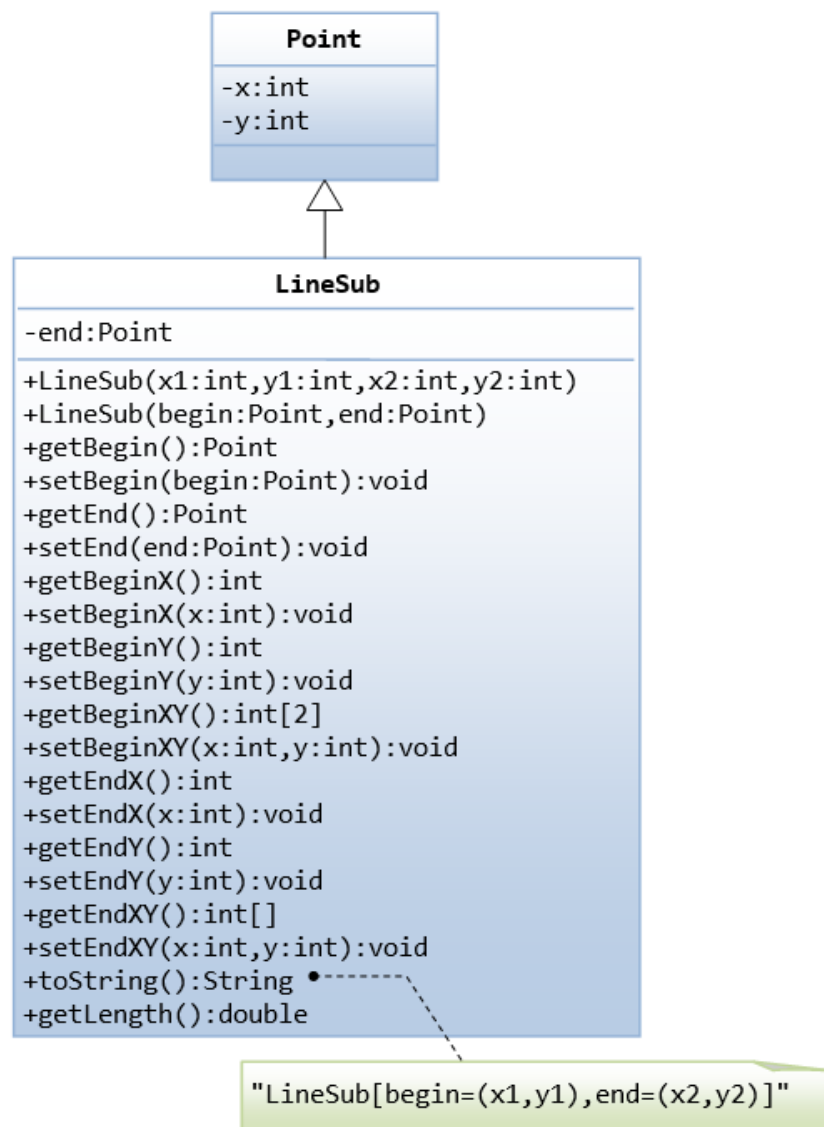 Point
-x:int
-y:int
LineSub
-end:Point
+LineSub(x1:int,y1:int,x2:int,y2:int)
+LineSub(begin:Point,end:Point)
+getBegin():Point
+setBegin(begin:Point):void
+getEnd():Point
+setEnd(end:Point):void
+getBeginX():int
+setBeginX(x:int):void
+getBeginY():int
+setBeginY(y:int):void
+getBeginXY():int[2]
+setBeginXY(x:int,y:int):void
+getEndX():int
+setEndX(x:int):void
+getEndY():int
+setEndY(y:int):void
+getEndXY():int[]
+setEndXY(x:int,y:int):void
+toString():String
+getLength():double
"LineSub[begin=(x1,y1),end=(x2,y2)]"